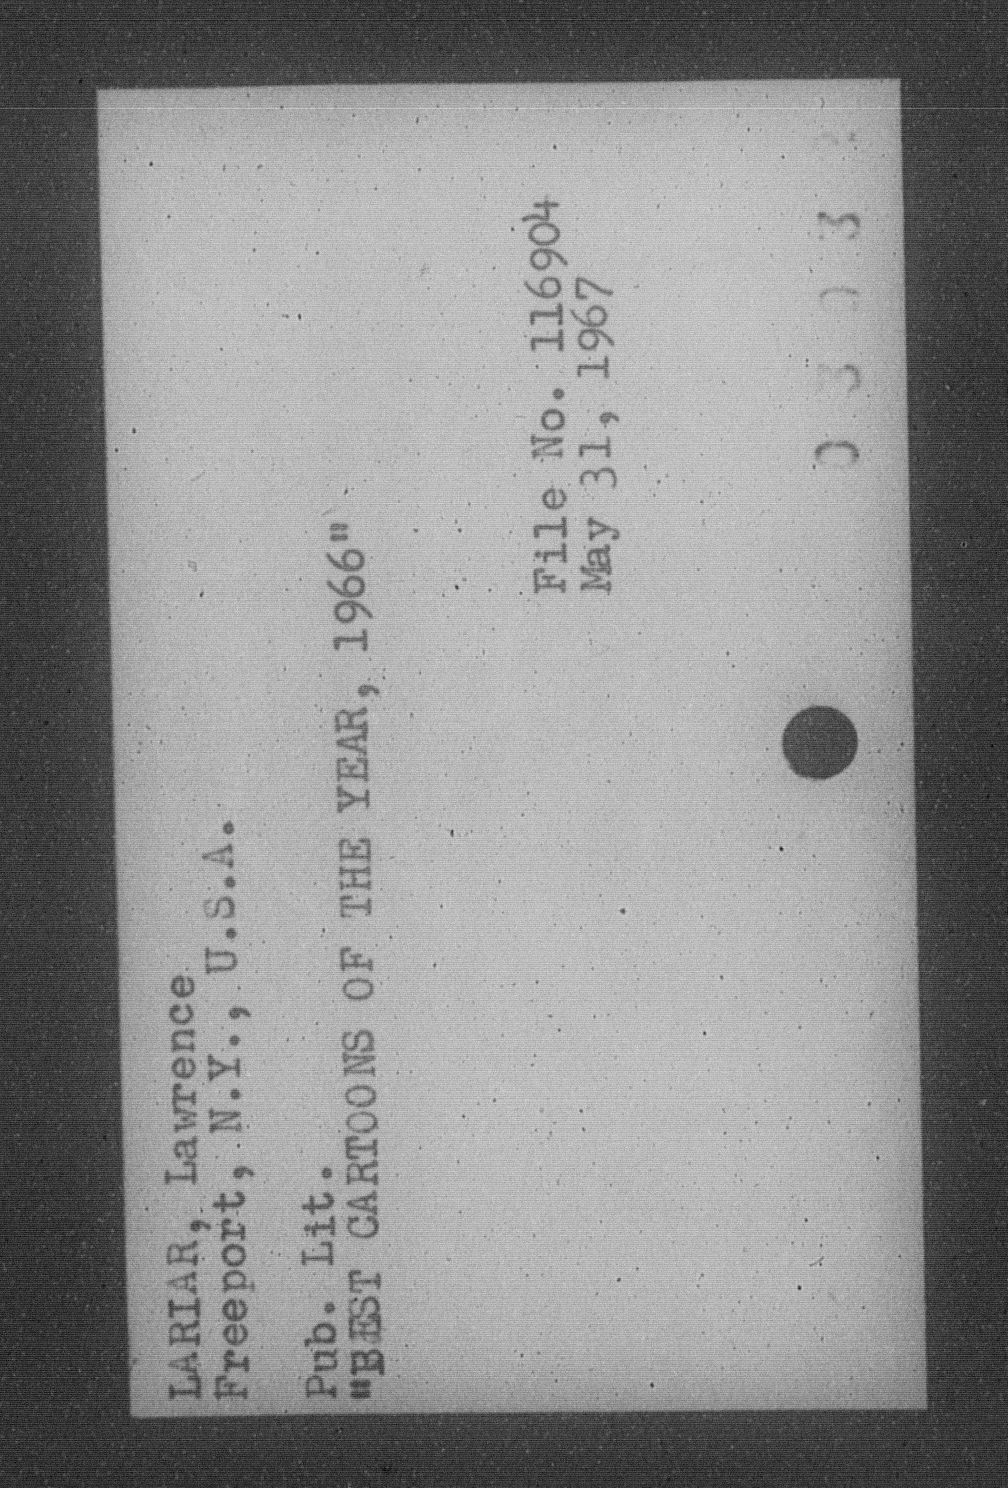 LARIAR, Lawrence
Freeport, N.Y., U.S.A.
Pub. Lit.
"BEST CARTOONS OF THE YEAR, 1966"
File No. 116904
May 31, 1967